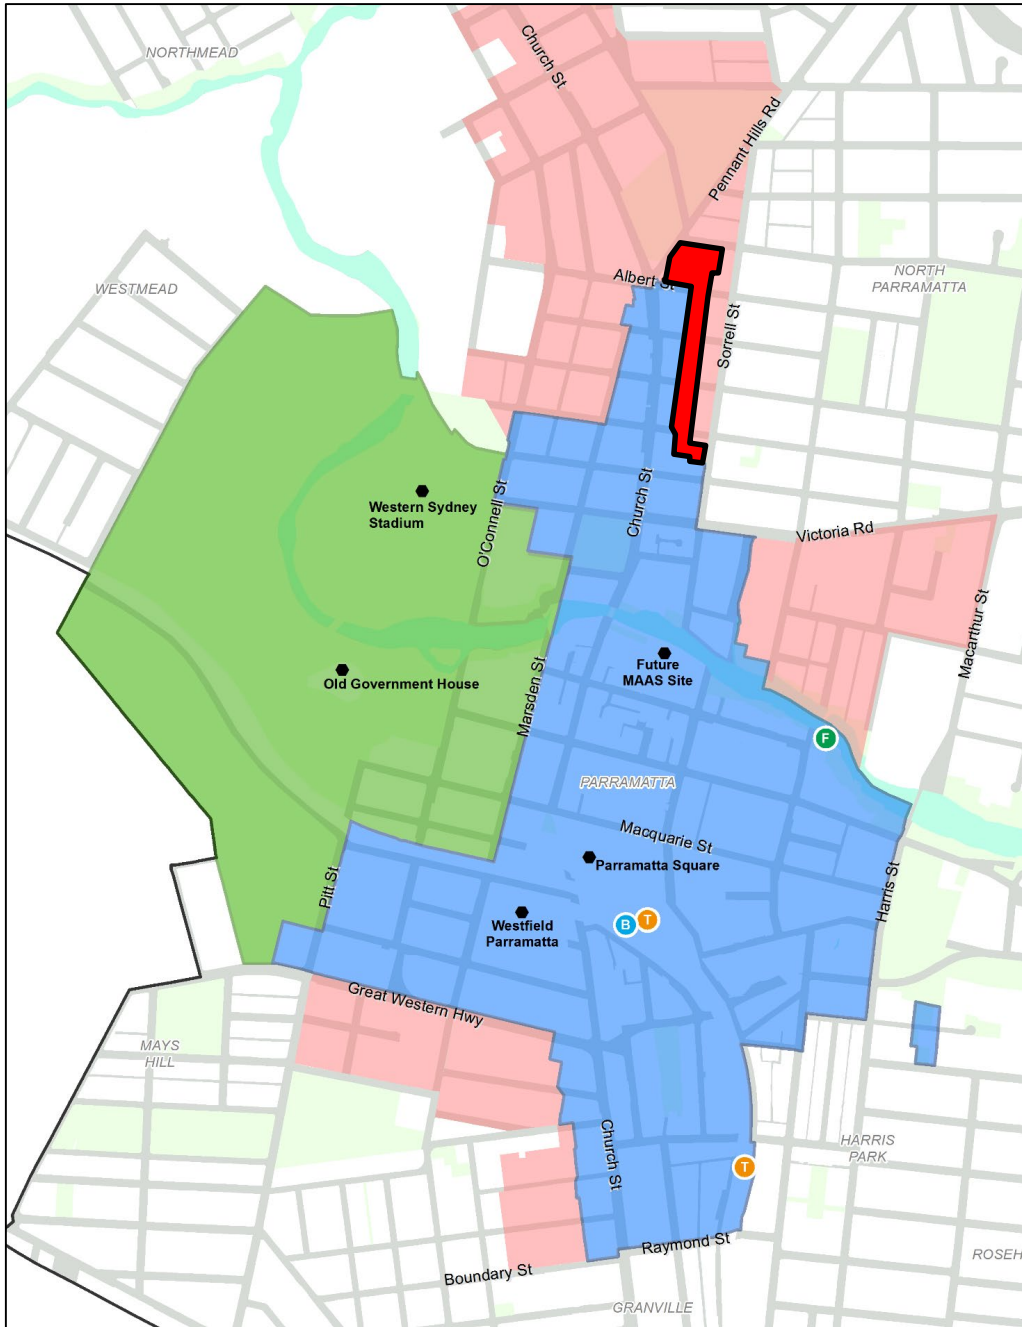 Church St
NORTHMEAD
Pennant Hills Rd
Albert St
NORTH
PARRAMATTA
WESTMEAD
Sorrell St
Western Sydney
Stadium
O'Connell St
Church St
Victoria Rd
Macarthur St
Future
MAAS Site
Old Government House
Marsden St
F
PARRAMATTA
Macquarie St
Parramatta Square
Pitt St
Harris St
Westfield
Parramatta
B
T
Great Western Hwy
MAYS
HILL
Church St
HARRIS
PARK
T
Raymond St
ROSEH
Boundary St
GRANVILLE